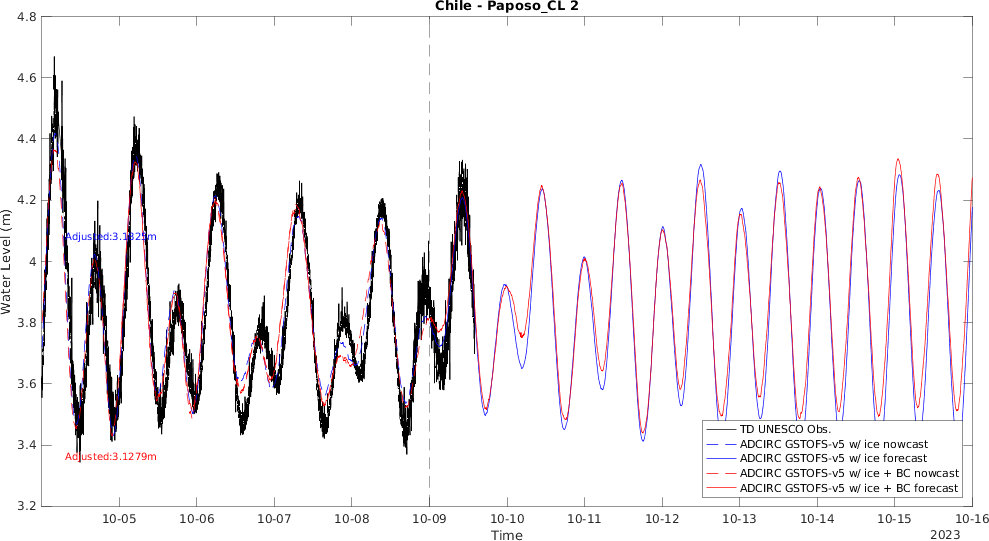 Chile - Paposo_CL 2
4.8
4.6
4.4
4.2
4
3.8
3.6
3.4
3.2
Water Level (m)
Adjusted:3.1325m
Adjusted:3.1279m
TD UNESCO Obs.
ADCIRC GSTOFS-v5 w/ ice nowcast
ADCIRC GSTOFS-v5 w/ ice forecast
ADCIRC GSTOFS-v5 w/ ice + BC nowcast
ADCIRC GSTOFS-v5 w/ ice + BC forecast
10-05 10-06 10-07 10-08 10-09 10-10 10-11 10-12 10-13 10-14 10-15 10-16
Time
2023